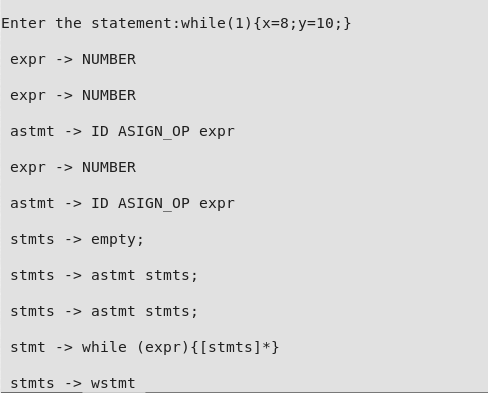 Enter the statement:while(1){x=8;y=10;}
expr -> NUMBER
expr -> NUMBER
astmt -> ID ASIGN_OP expr
expr -> NUMBER
astmt -> ID ASIGN_OP expr
stmts -> empty;
stmts -> astmt stmts;
stmts -> astmt stmts;
stmt -> while (expr){[stmts]*}
stmts -> wstmt